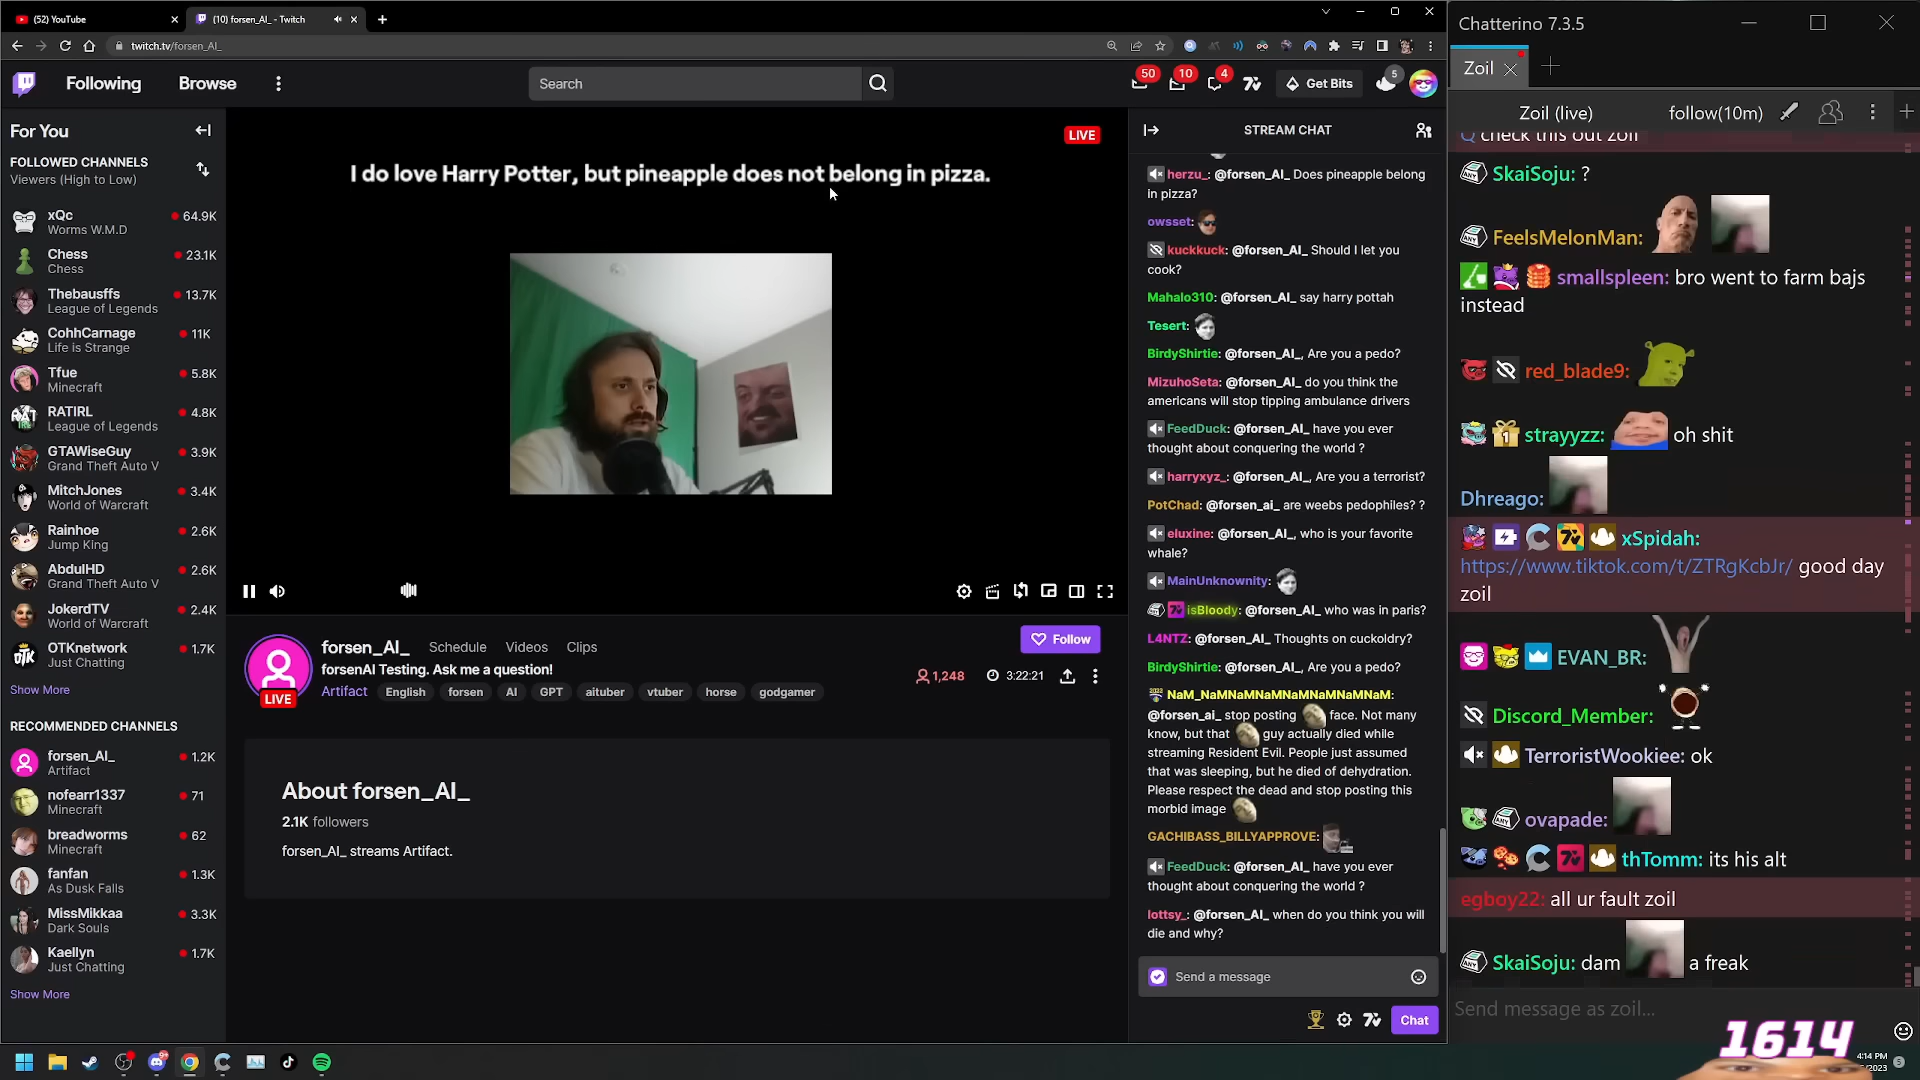 (52) YouTube
(10) forsen_AI_ - Twitch
twitch.tv/forsen_AI_
Following
Browse
Search
50
10
4
Get Bits
5
For You
FOLLOWED CHANNELS
Viewers (High to Low)
xQc
64.9K
Worms W.M.D
Chess
23.1K
Chess
Thebausffs
13.7K
League of Legends
CohhCarnage
11K
Life is Strange
Tfue
5.8K
Minecraft
RATIRL
4.8K
League of Legends
GTAWiseGuy
3.9K
Grand Theft Auto V
MitchJones
3.4K
World of Warcraft
Rainhoe
2.6K
Jump King
AbdulHD
2.6K
Grand Theft Auto V
JokerdTV
2.4K
World of Warcraft
OTKnetwork
1.7K
Just Chatting
Show More
RECOMMENDED CHANNELS
forsen_AI_
1.2K
Artifact
nofearr1337
71
Minecraft
breadworms
62
Minecraft
fanfan
1.3K
As Dusk Falls
MissMikkaa
3.3K
Dark Souls
Kaellyn
1.7K
Just Chatting
Show More
LIVE
I do love Harry Potter, but pineapple does not belong in pizza.
forsen_AI_
Schedule
Videos
Clips
Follow
forsenAI Testing. Ask me a question!
LIVE
1,248
3:22:21
Artifact
English
forsen
AI
GPT
aituber
vtuber
horse
godgamer
About forsen_AI_
2.1K followers
forsen_AI_ streams Artifact.
STREAM CHAT
herzu_: @forsen_AI_ Does pineapple belong
in pizza?
owsset:
kuckkuck: @forsen_AI_ Should I let you
cook?
Mahalo310: @forsen_AI_ say harry pottah
Tesert:
BirdyShirtie: @forsen_AI_, Are you a pedo?
MizuhoSeta: @forsen_AI_ do you think the
americans will stop tipping ambulance drivers
FeedDuck: @forsen_AI_ have you ever
thought about conquering the world ?
harryxyz_: @forsen_AI_, Are you a terrorist?
PotChad: @forsen_ai_ are weebs pedophiles? ?
eluxine: @forsen_AI_, who is your favorite
whale?
MainUnknownity:
isBloody: @forsen_AI_ who was in paris?
L4NTZ: @forsen_AI_ Thoughts on cuckoldry?
BirdyShirtie: @forsen_AI_, Are you a pedo?
NaM_NaMNaMNaMNaMNaMNaM:
@forsen_ai_ stop posting face. Not many
know, but that guy actually died while
streaming Resident Evil. People just assumed
that was sleeping, but he died of dehydration.
Please respect the dead and stop posting this
morbid image
GACHIBASS_BILLYAPPROVE:
FeedDuck: @forsen_AI_ have you ever
thought about conquering the world ?
lottsy_: @forsen_AI_ when do you think you will
die and why?
Send a message
Chat
Chatterino 7.3.5
Zoil
Zoil (live)
follow(10m)
check this out zoil
SkaiSoju: ?
FeelsMelonMan:
smallspleen: bro went to farm bajs
instead
red_blade9:
strayyzz: oh shit
Dhreago:
xSpidah:
https://www.tiktok.com/t/ZTRgKcbJr/ good day
zoil
EVAN_BR:
Discord_Member:
TerroristWookiee: ok
ovapade:
thTomm: its his alt
egboy22: all ur fault zoil
SkaiSoju: dam a freak
Send message as zoil...
1614
4:14 PM